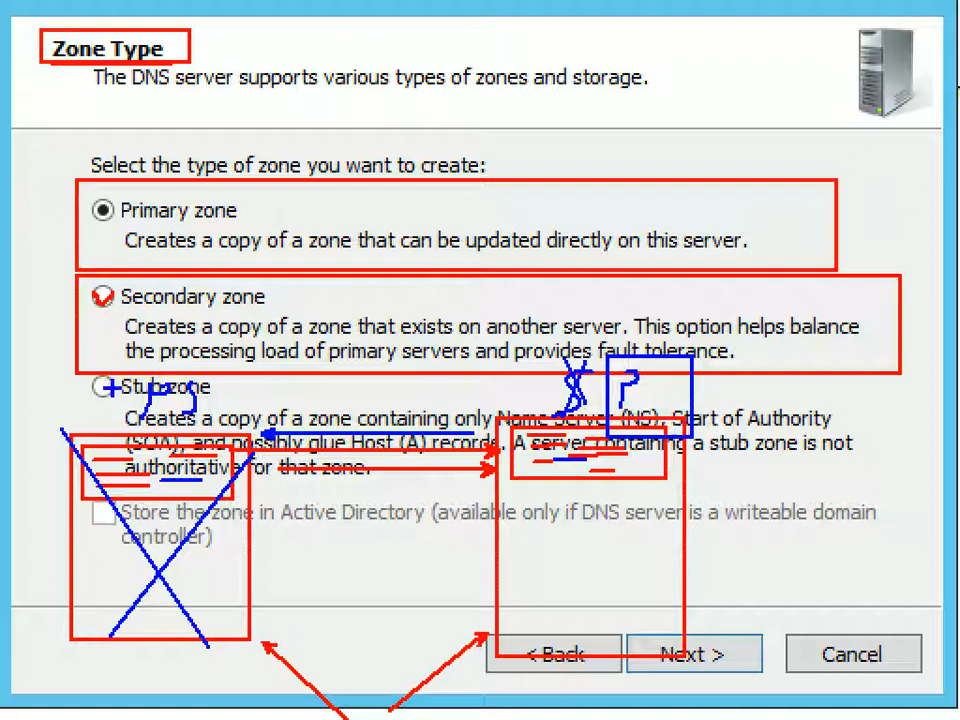 Zone Type
The DNS server supports various types of zones and storage.
Select the type of zone you want to create:
Primary zone
Creates a copy of a zone that can be updated directly on this server.
Secondary zone
Creates a copy of a zone that exists on another server. This option helps balance
the processing load of primary servers and provides fault tolerance.
Stub zone
Creates a copy of a zone containing only Name Server (NS), Start of Authority
(SOA), and possibly glue Host (A) records. A server containing a stub zone is not
authoritative for that zone.
Store the zone in Active Directory (available only if DNS server is a writeable domain
controller)
< Back
Next >
Cancel